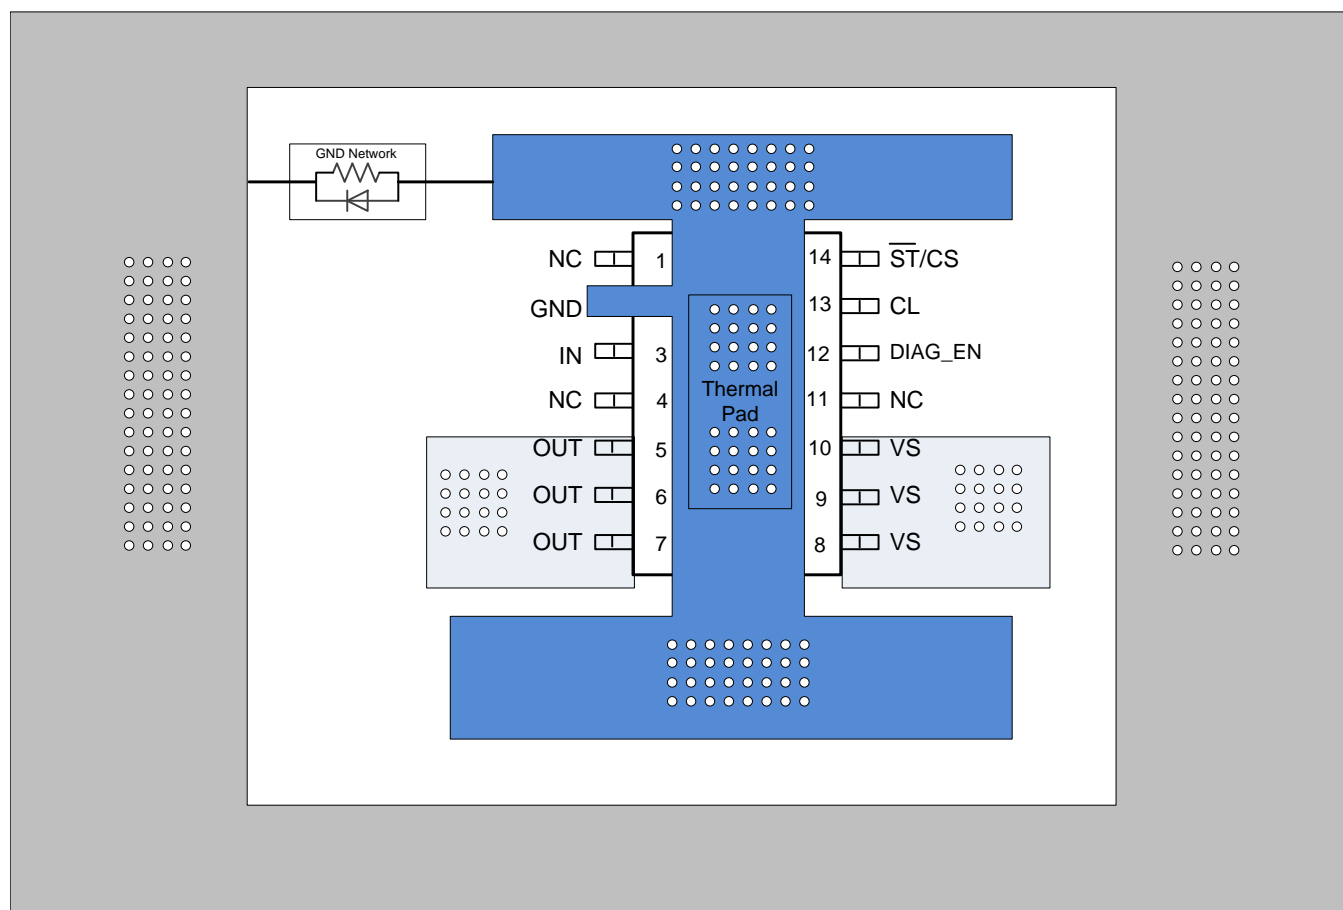 GND Network
NC 1 14 S̅T̅/CS
GND 13 CL
IN 3 12 DIAG_EN
NC 4 Thermal 11 NC
Pad
OUT 5 10 VS
OUT 6 9 VS
OUT 7 8 VS